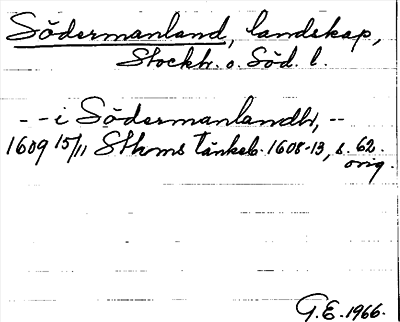 Södermanland, landskap,
Stockh. o. Söd. l.
-- i Södermanlandh, --
1609 15/11 Sthms tänkeb. 1608-13, s. 62.
orig.
G.E. 1966.